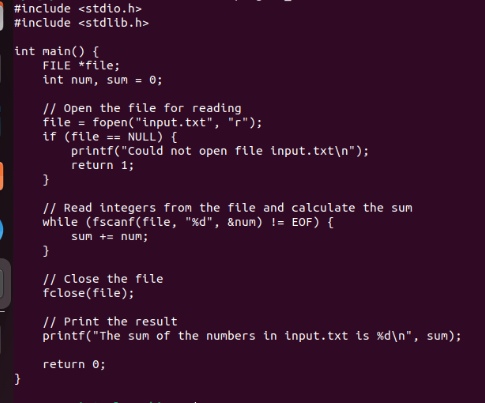 #include <stdio.h>
#include <stdlib.h>
int main() {
    FILE *file;
    int num, sum = 0;
    // Open the file for reading
    file = fopen("input.txt", "r");
    if (file == NULL) {
        printf("Could not open file input.txt\n");
        return 1;
    }
    // Read integers from the file and calculate the sum
    while (fscanf(file, "%d", &num) != EOF) {
        sum += num;
    }
    // Close the file
    fclose(file);
    // Print the result
    printf("The sum of the numbers in input.txt is %d\n", sum);
    return 0;
}